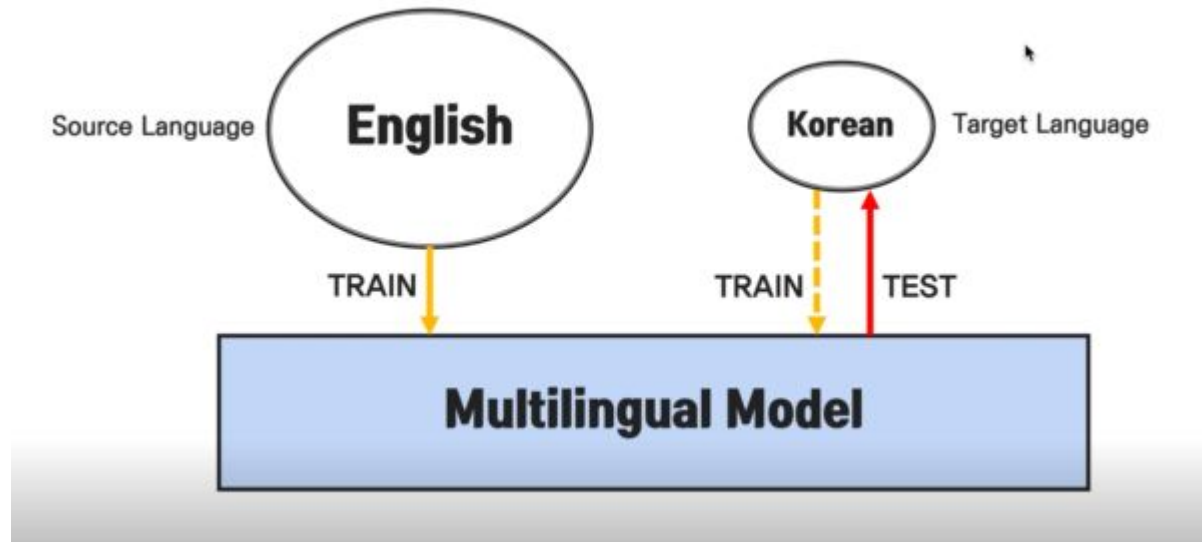 Source Language
English
Korean
Target Language
TRAIN
TRAIN
TEST
Multilingual Model